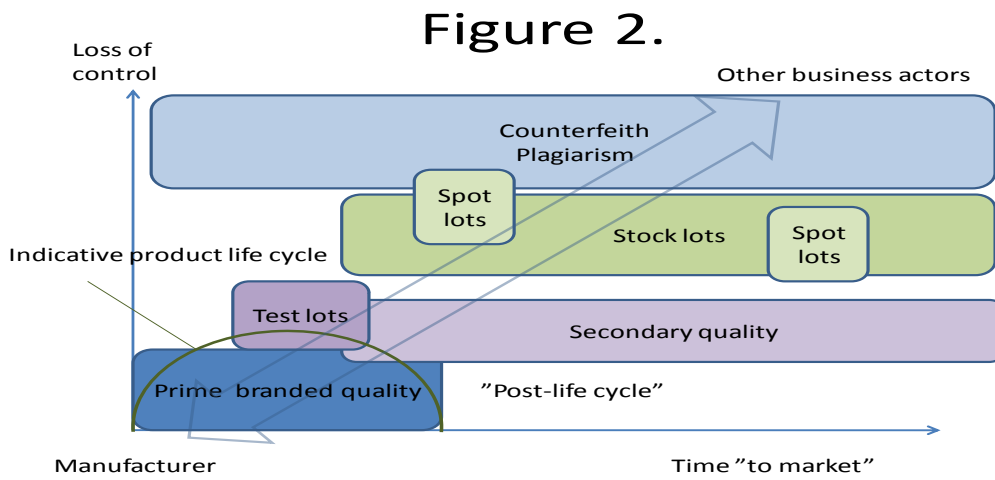 Figure 2.
Loss of
control
Other business actors
Counterfeith
Plagiarism
Spot
lots
Stock lots
Spot
lots
Indicative product life cycle
Test lots
Secondary quality
Prime branded quality
”Post-life cycle”
Manufacturer
Time ”to market”